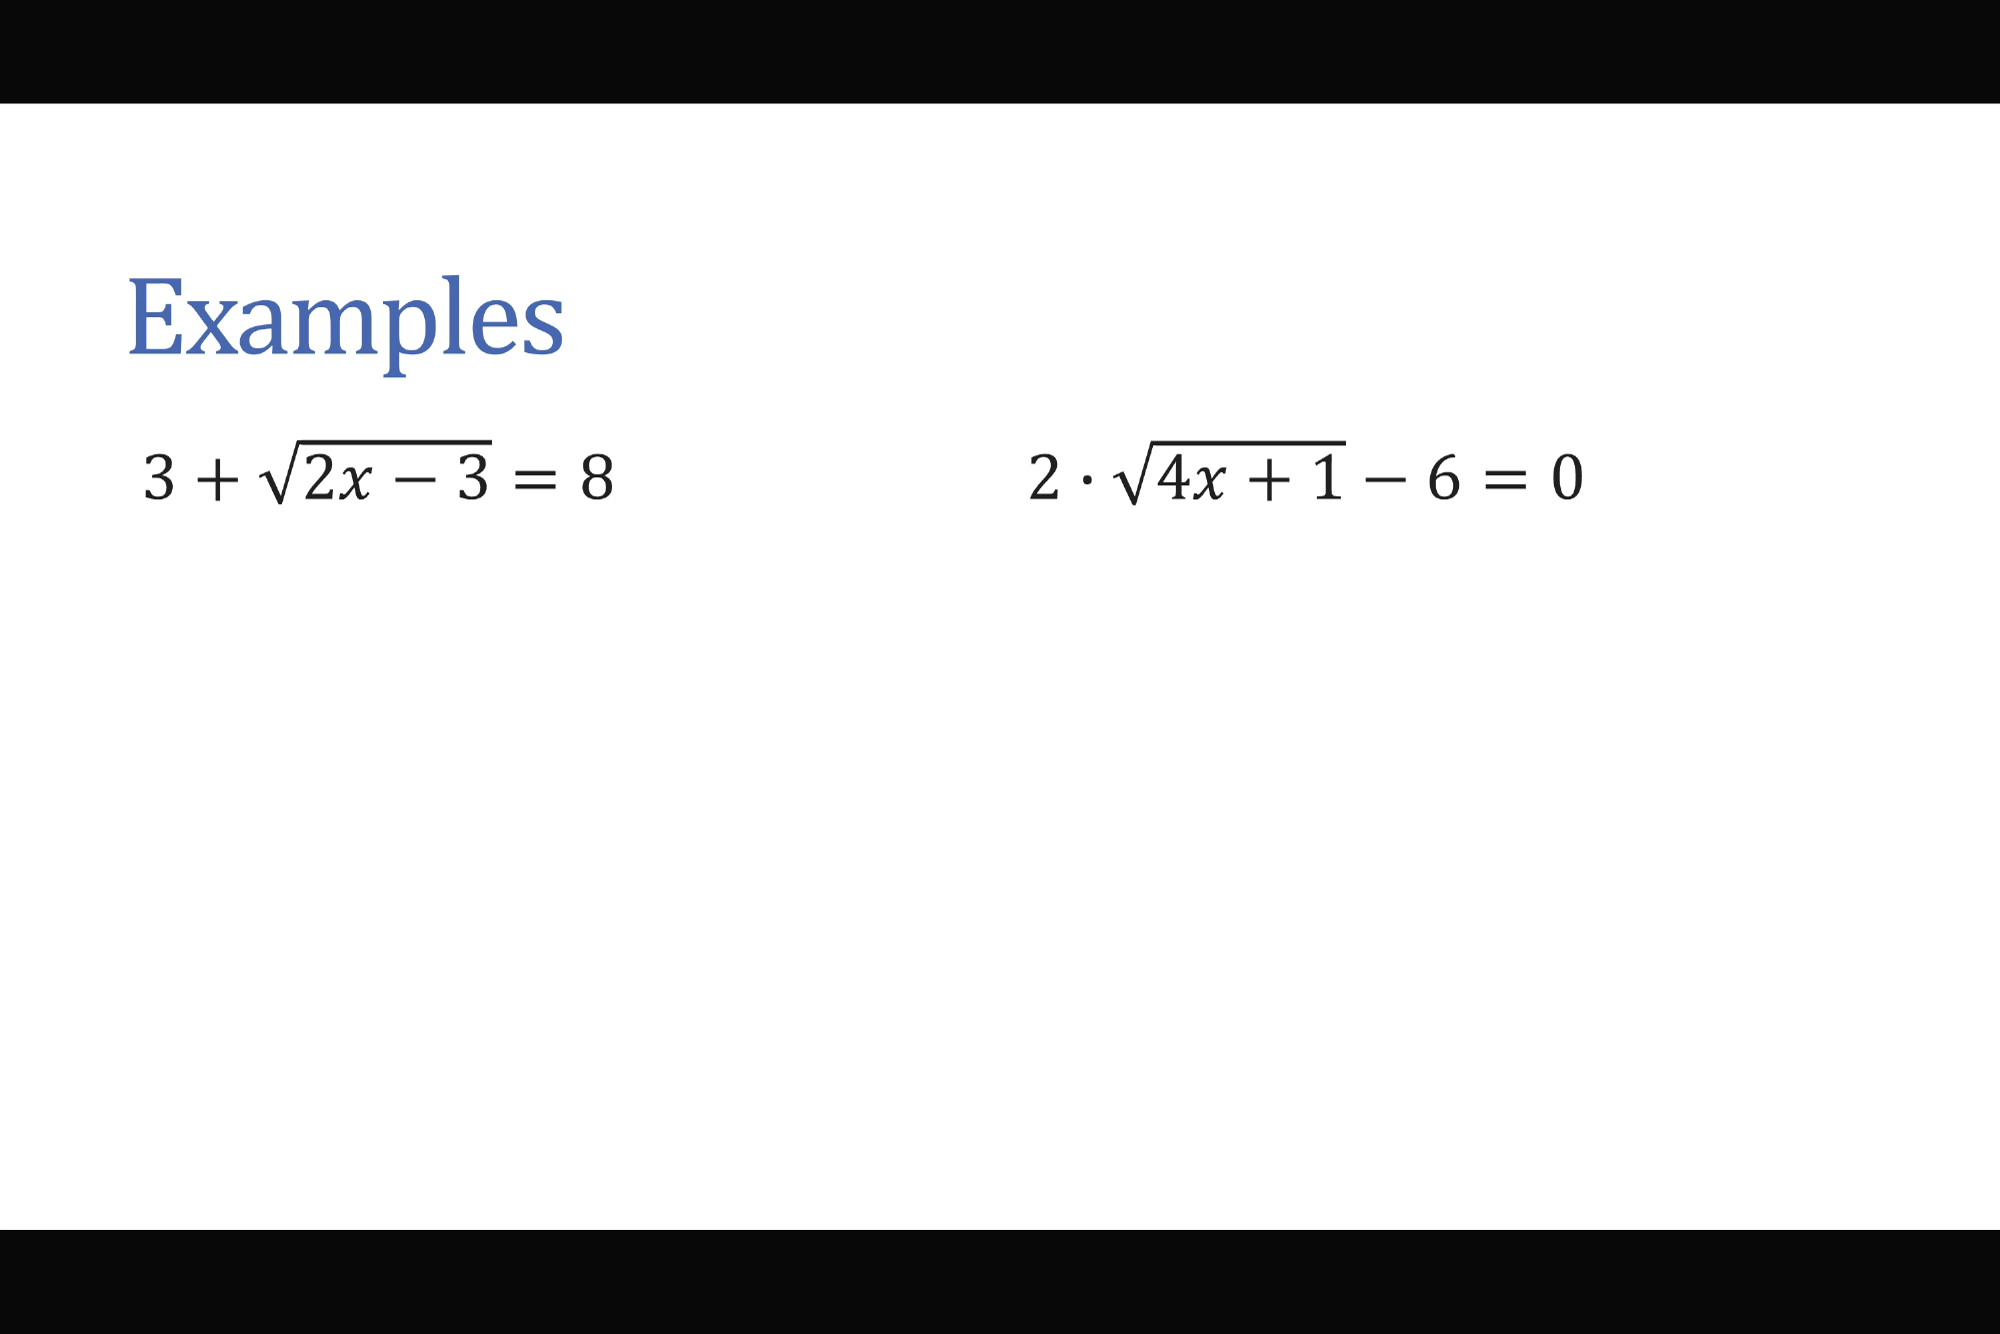 Examples
3 + √2x − 3 = 8
2 · √4x + 1 − 6 = 0